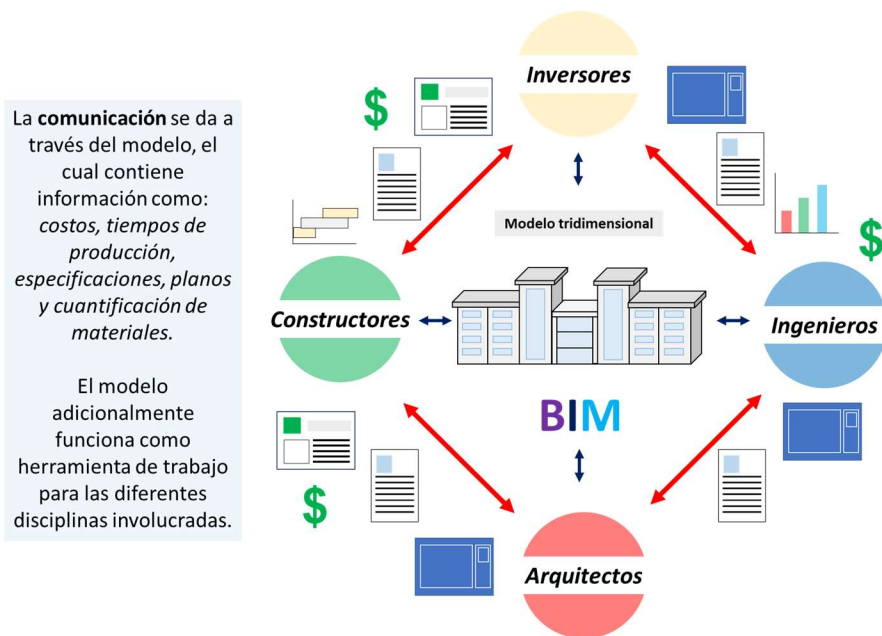 La comunicación se da a
través del modelo, el
cual contiene
información como:
costos, tiempos de
producción,
especificaciones, planos
y cuantificación de
materiales.
El modelo
adicionalmente
funciona como
herramienta de trabajo
para las diferentes
disciplinas involucradas.
Inversores
$
Modelo tridimensional
$
Constructores
Ingenieros
BIM
$
Arquitectos